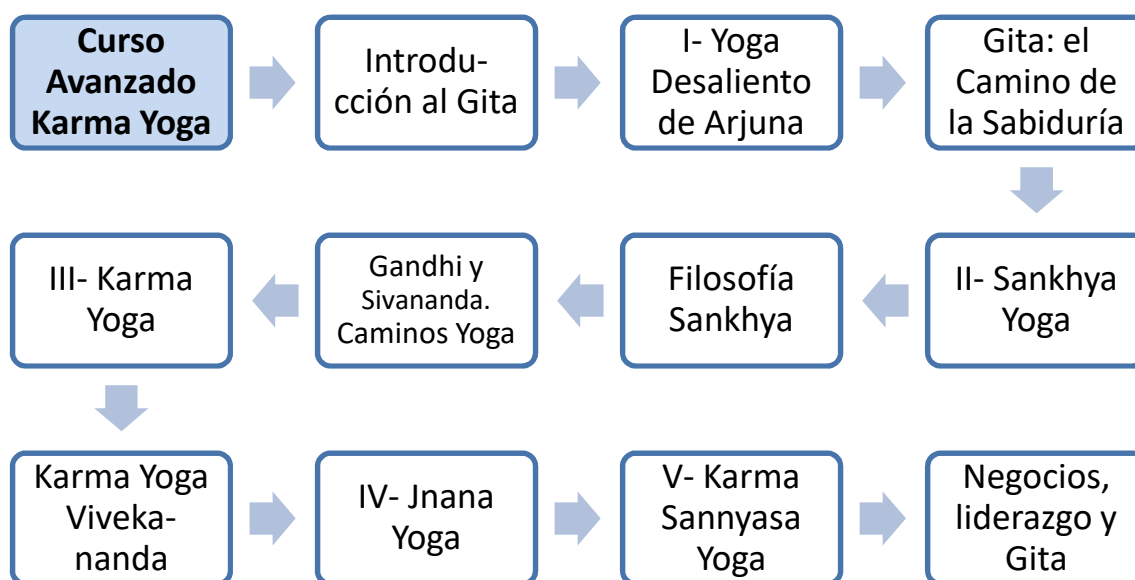 Curso
Avanzado
Karma Yoga
Introdu-
cción al Gita
I- Yoga
Desaliento
de Arjuna
Gita: el
Camino de
la Sabiduría
II- Sankhya
Yoga
Filosofía
Sankhya
Gandhi y
Sivananda.
Caminos Yoga
III- Karma
Yoga
Karma Yoga
Viveka-
nanda
IV- Jnana
Yoga
V- Karma
Sannyasa
Yoga
Negocios,
liderazgo y
Gita